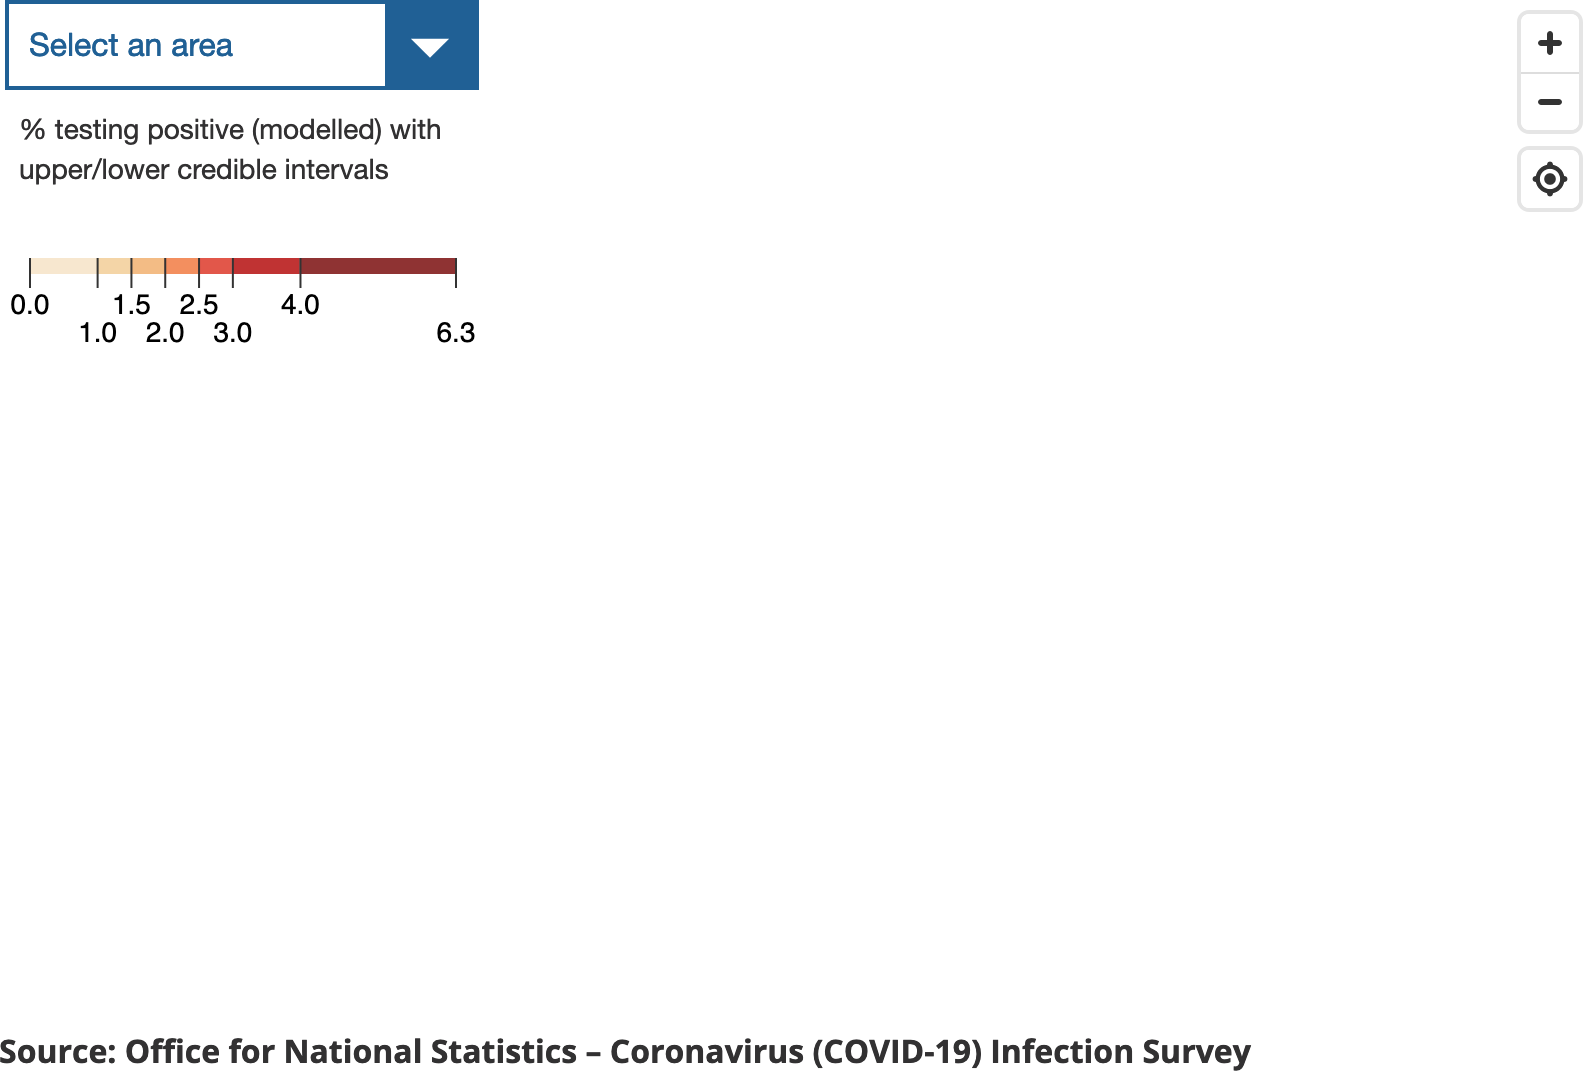 Select an area
% testing positive (modelled) with
upper/lower credible intervals
0.0 1.5 2.5 4.0
1.0 2.0 3.0 6.3
Source: Office for National Statistics – Coronavirus (COVID-19) Infection Survey